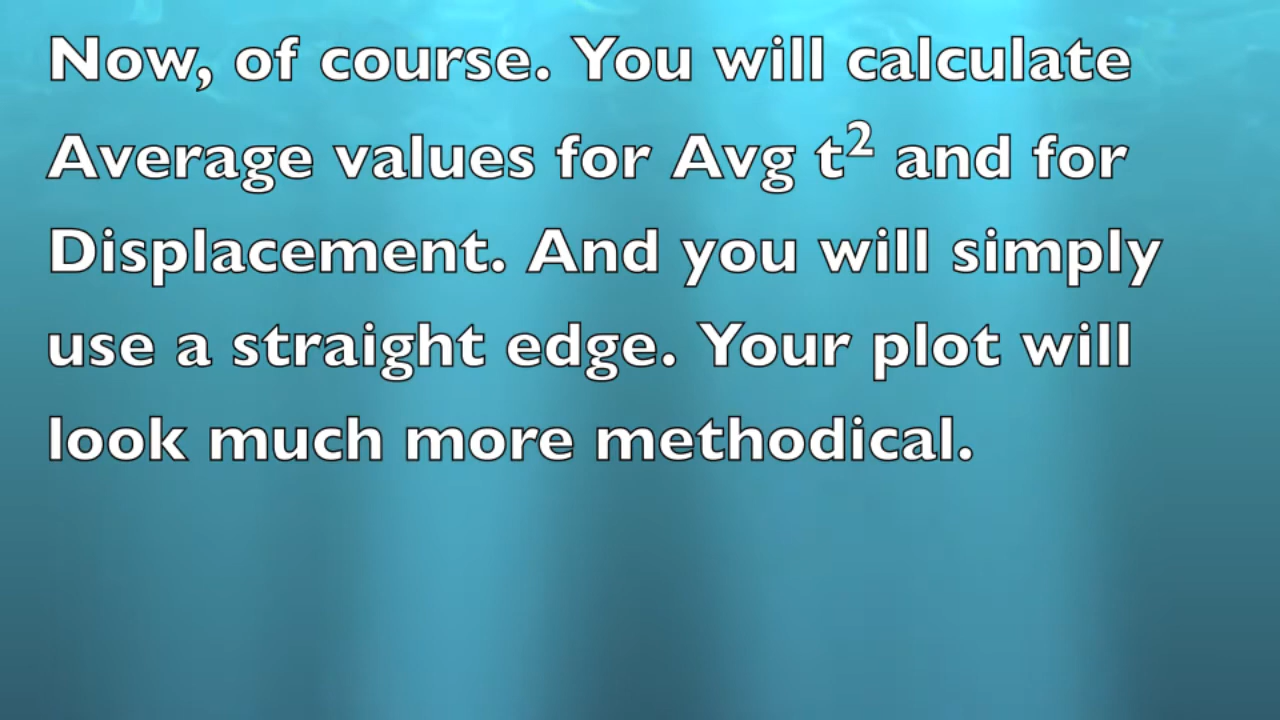 Now, of course. You will calculate
Average values for Avg t² and for
Displacement. And you will simply
use a straight edge. Your plot will
look much more methodical.